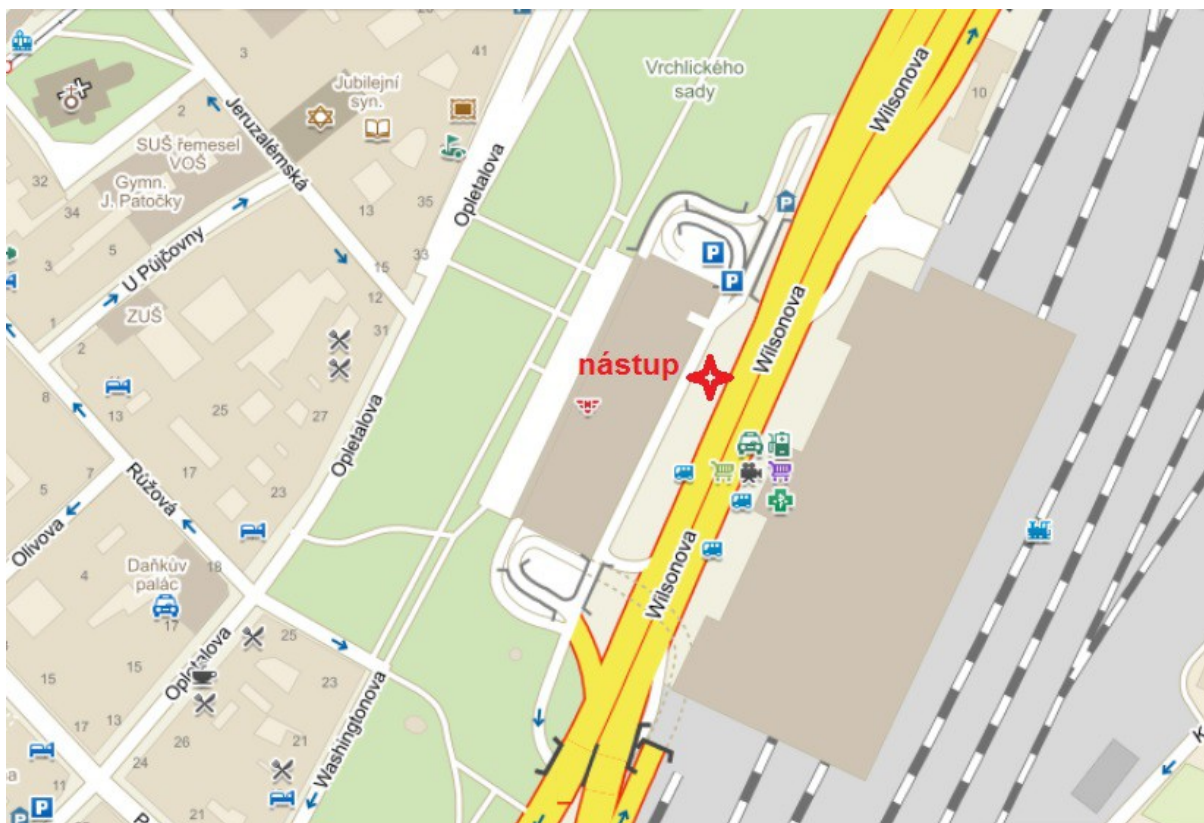 3
41
Vrchlického
sady
Wilsonova
10
Jubilejní
syn.
2
Jeruzalémská
SUŠ řemesel
VOŠ
Gymn.
J. Patočky
32
34
13
35
Opletalova
5
3
U Půjčovny
33
15
P
P
P
12
ZUŠ
1
31
2
Wilsonova
nástup
8
13
25
27
Opletalova
7
17
Růžová
5
23
Olivova
4
Daňkův
palác
18
17
Wilsonova
25
15
Opletalova
23
15
Washingtonova
17
13
26
21
24
11
P
21